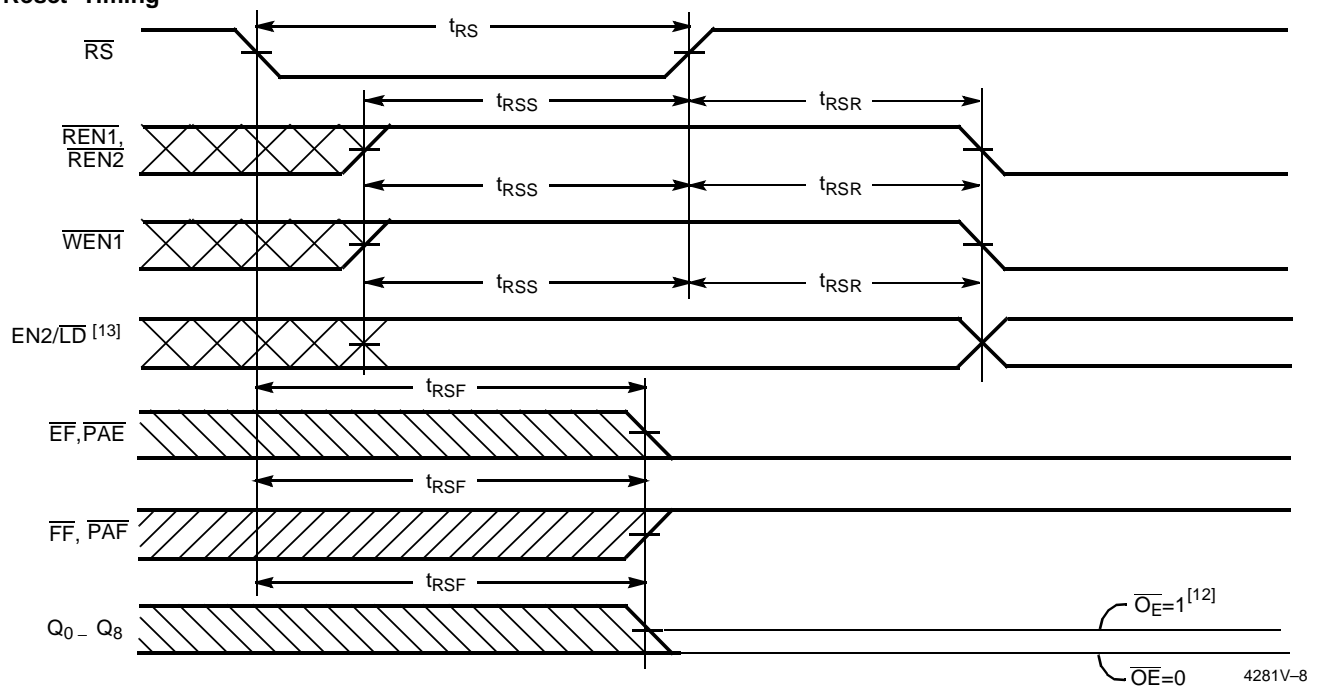 Reset Timing
tRS
RS
tRSS
tRSR
REN1,
REN2
tRSS
tRSR
WEN1
tRSS
tRSR
EN2/LD [13]
tRSF
EF,PAE
tRSF
FF, PAF
tRSF
OE=1[12]
Q0 – Q8
OE=0
4281V–8